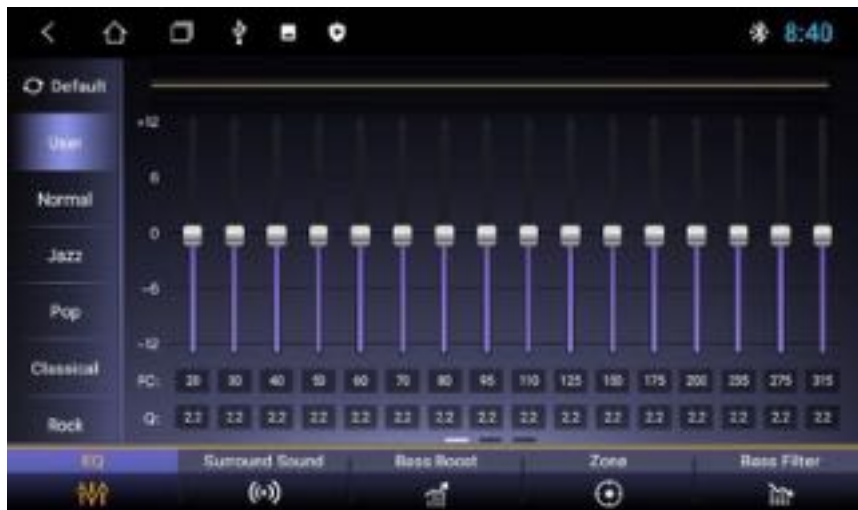 8:40
Default
User
Normal
Jazz
Pop
Classical
Rock
+12
6
0
-6
-12
FC: 20 30 40 50 60 70 80 95 110 125 150 175 200 235 275 315
Q: 2.2 2.2 2.2 2.2 2.2 2.2 2.2 2.2 2.2 2.2 2.2 2.2 2.2 2.2 2.2 2.2
EQ
Surround Sound
Bass Boost
Zone
Bass Filter